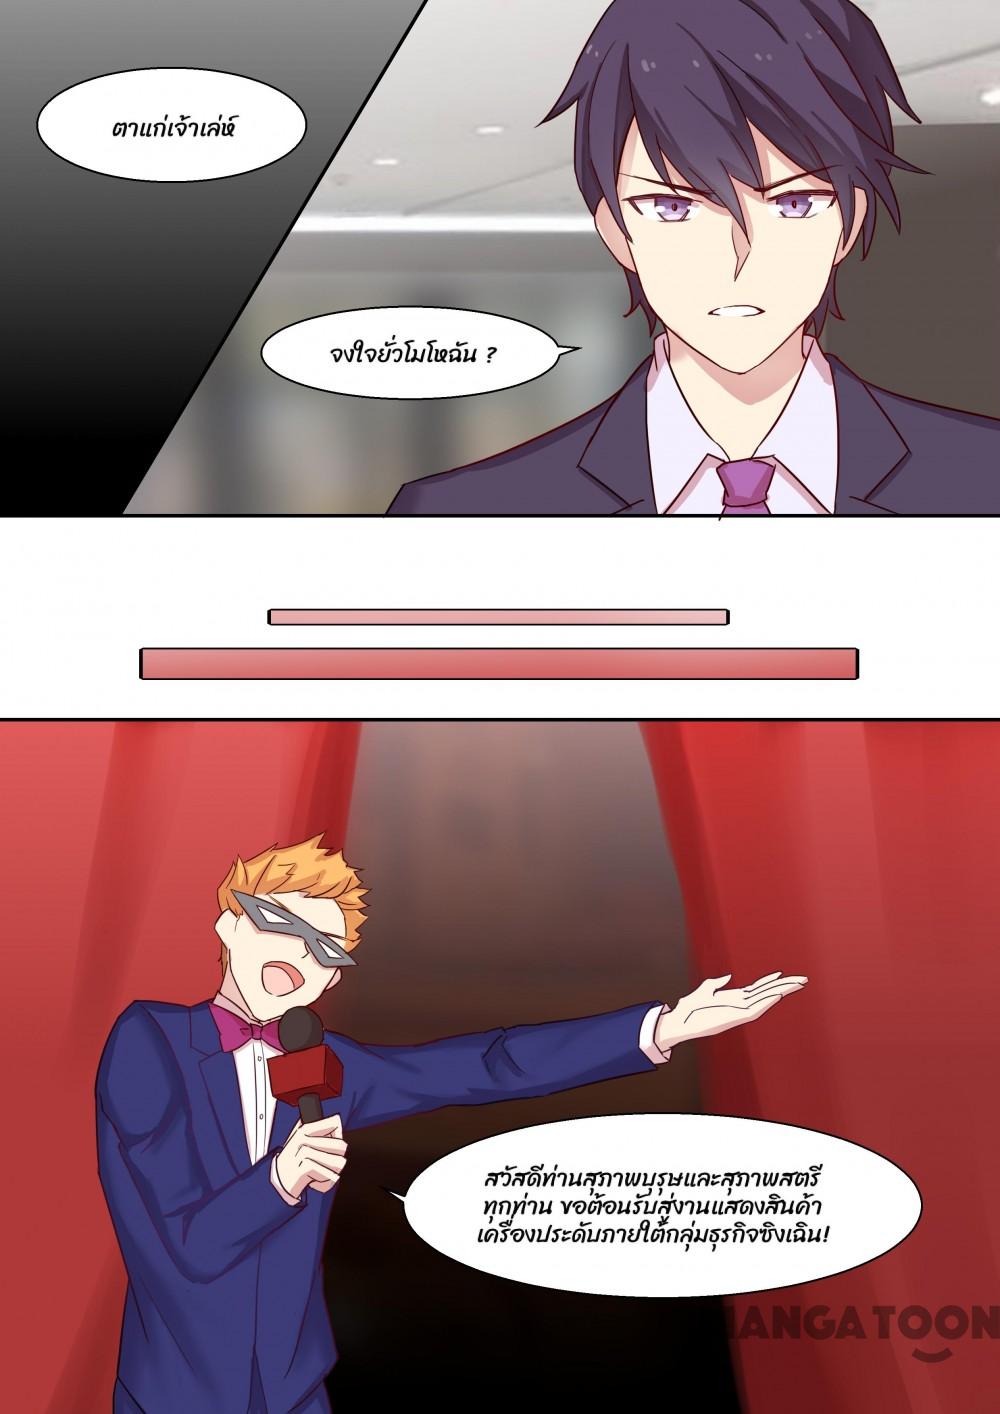 ตาแก่เจ้าเล่ห์
จงใจยั่วโมโหฉัน ?
สวัสดีท่านสุภาพบุรุษและสุภาพสตรี
ทุกท่าน ขอต้อนรับสู่งานแสดงสินค้า
เครื่องประดับภายใต้กลุ่มธุรกิจซิงเฉิน!
MANGATOON